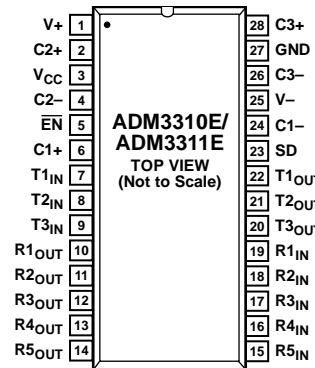 V+ 1
C2+ 2
VCC 3
C2– 4
EN 5
C1+ 6
T1IN 7
T2IN 8
T3IN 9
R1OUT 10
R2OUT 11
R3OUT 12
R4OUT 13
R5OUT 14
ADM3310E/
ADM3311E
TOP VIEW
(Not to Scale)
28 C3+
27 GND
26 C3–
25 V–
24 C1–
23 SD
22 T1OUT
21 T2OUT
20 T3OUT
19 R1IN
18 R2IN
17 R3IN
16 R4IN
15 R5IN